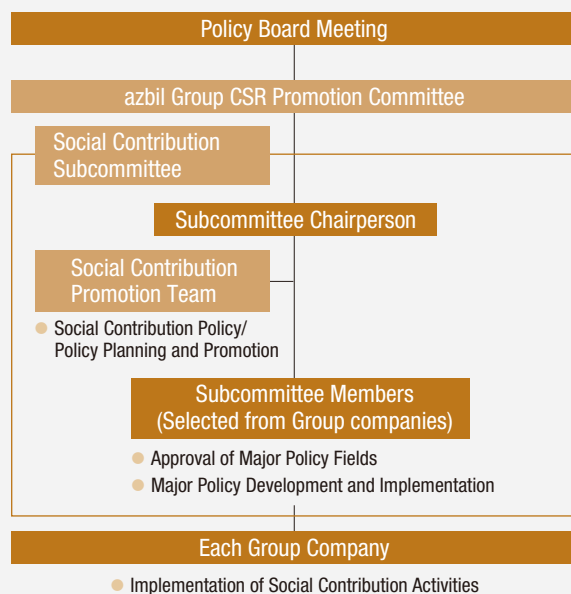 Policy Board Meeting
azbil Group CSR Promotion Committee
Social Contribution
Subcommittee
Subcommittee Chairperson
Social Contribution
Promotion Team
Social Contribution Policy/
Policy Planning and Promotion
Subcommittee Members
(Selected from Group companies)
Approval of Major Policy Fields
Major Policy Development and Implementation
Each Group Company
Implementation of Social Contribution Activities